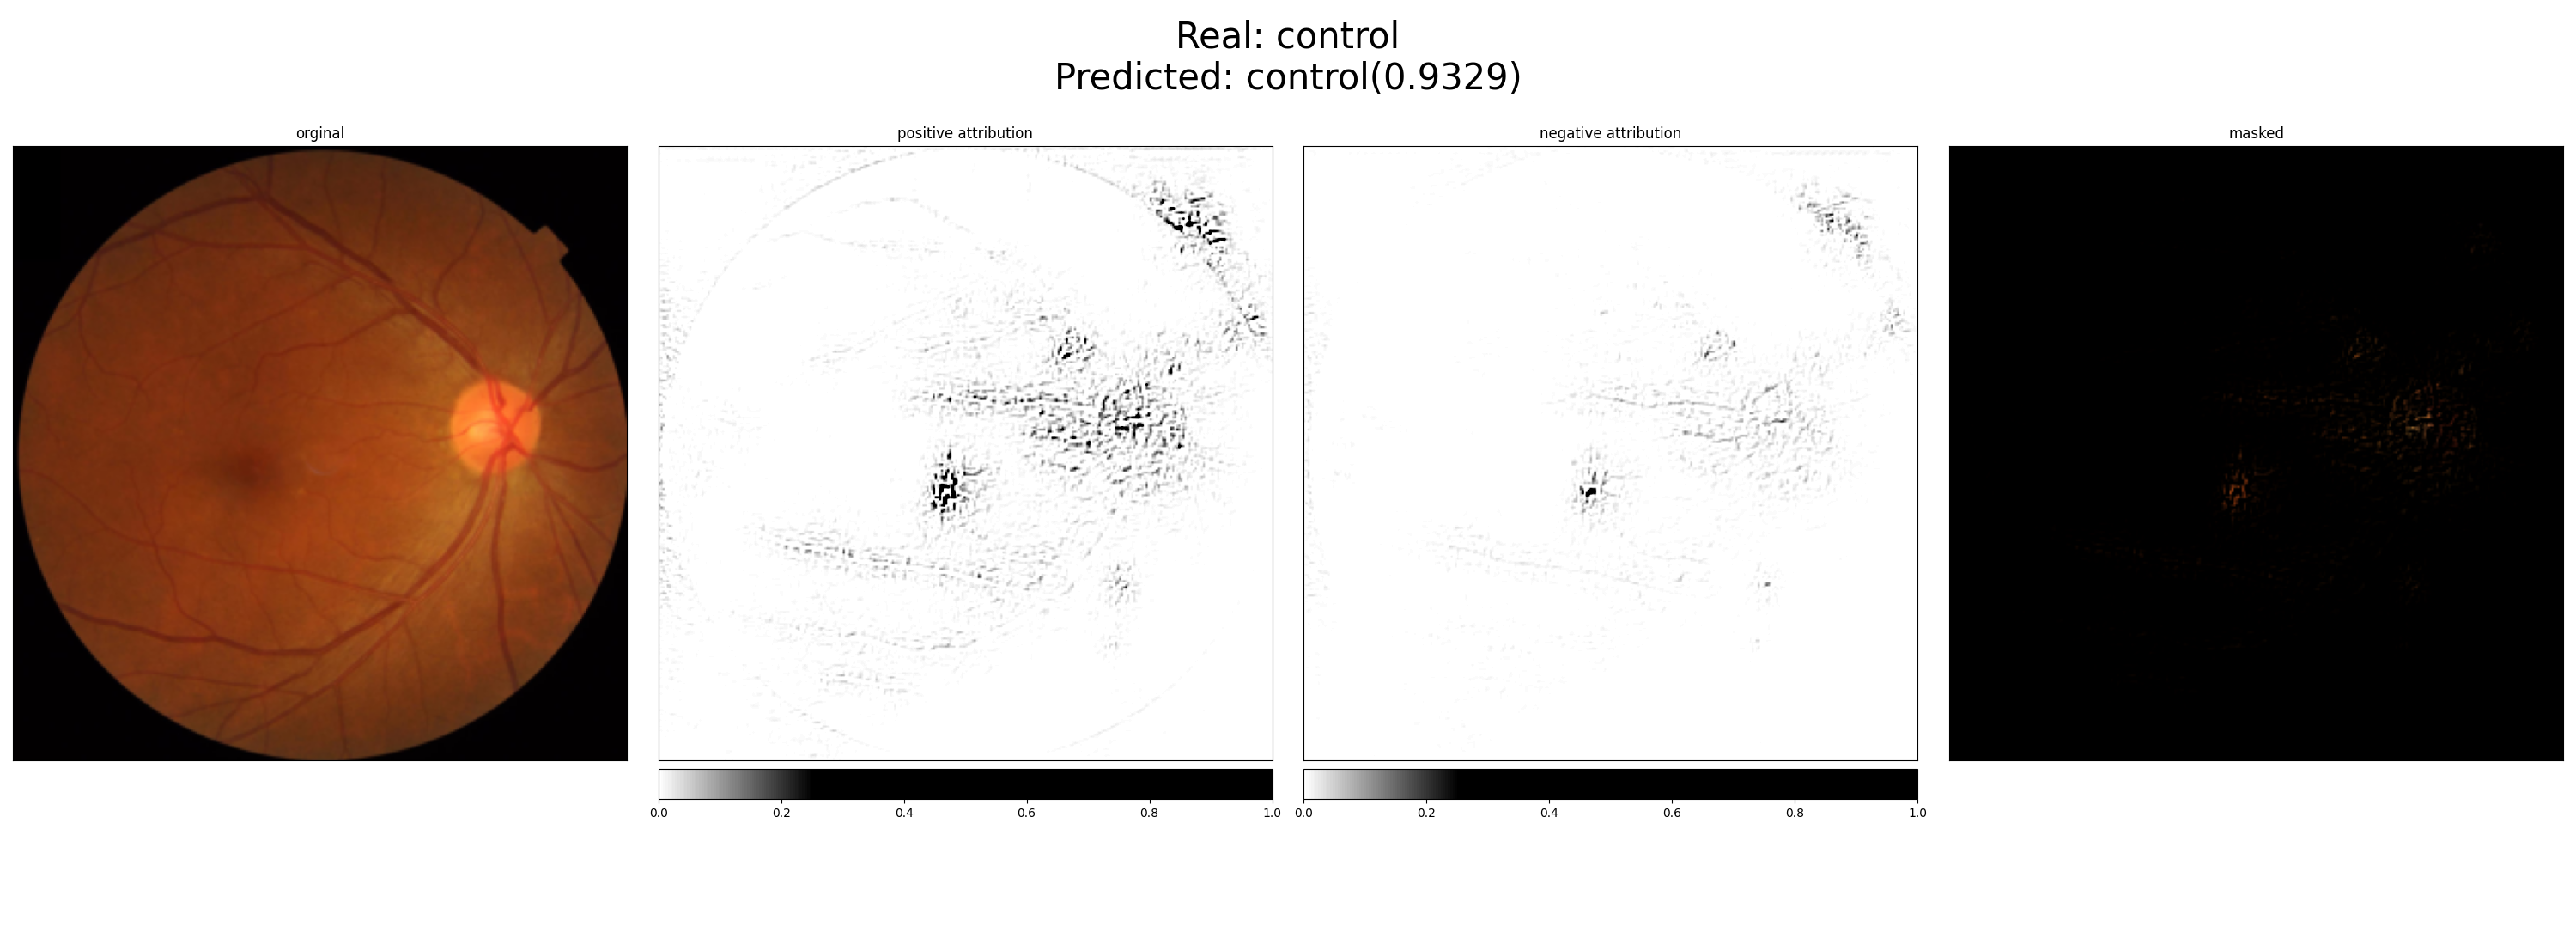 Real: control
Predicted: control(0.9329)
orginal
positive attribution
negative attribution
masked
0.0 0.2 0.4 0.6 0.8 1.0
0.0 0.2 0.4 0.6 0.8 1.0